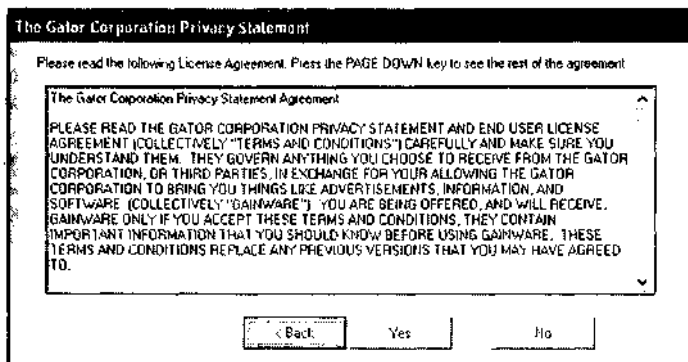 The Gator Corporation Privacy Statement
Please read the following License Agreement. Press the PAGE DOWN key to see the rest of the agreement
The Gator Corporation Privacy Statement Agreement
PLEASE READ THE GATOR CORPORATION PRIVACY STATEMENT AND END USER LICENSE
AGREEMENT (COLLECTIVELY "TERMS AND CONDITIONS") CAREFULLY AND MAKE SURE YOU
UNDERSTAND THEM. THEY GOVERN ANYTHING YOU CHOOSE TO RECEIVE FROM THE GATOR
CORPORATION, OR THIRD PARTIES, IN EXCHANGE FOR YOUR ALLOWING THE GATOR
CORPORATION TO BRING YOU THINGS LIKE ADVERTISEMENTS, INFORMATION, AND
SOFTWARE (COLLECTIVELY "GAINWARE"). YOU ARE BEING OFFERED, AND WILL RECEIVE,
GAINWARE ONLY IF YOU ACCEPT THESE TERMS AND CONDITIONS, THEY CONTAIN
IMPORTANT INFORMATION THAT YOU SHOULD KNOW BEFORE USING GAINWARE. THESE
TERMS AND CONDITIONS REPLACE ANY PREVIOUS VERSIONS THAT YOU MAY HAVE AGREED
TO.
< Back Yes No